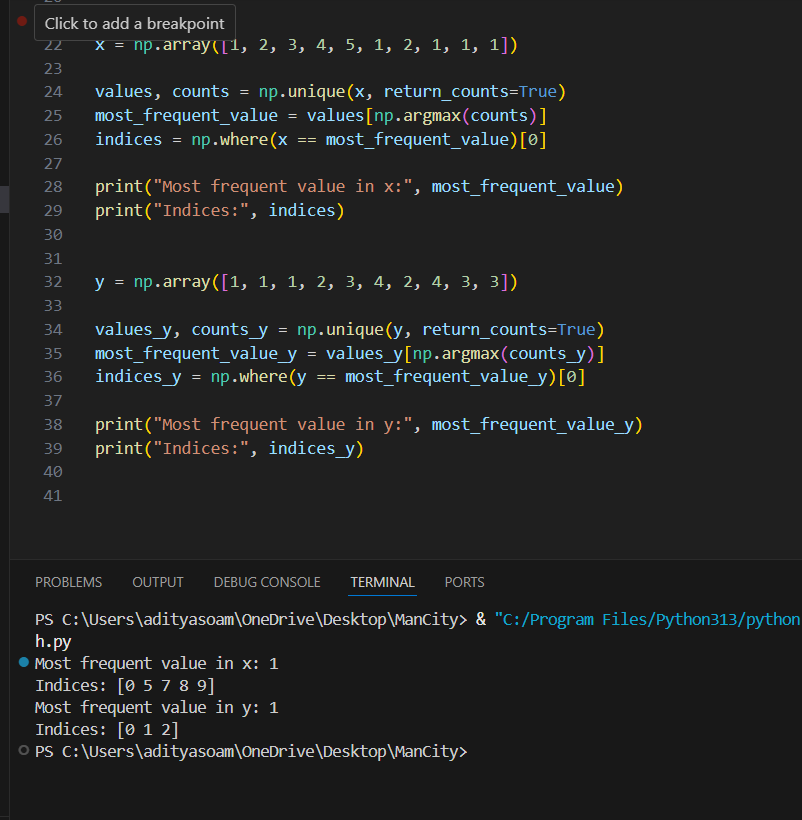 Click to add a breakpoint
22 x = np.array([1, 2, 3, 4, 5, 1, 2, 1, 1, 1])
23
24 values, counts = np.unique(x, return_counts=True)
25 most_frequent_value = values[np.argmax(counts)]
26 indices = np.where(x == most_frequent_value)[0]
27
28 print("Most frequent value in x:", most_frequent_value)
29 print("Indices:", indices)
30
31
32 y = np.array([1, 1, 1, 2, 3, 4, 2, 4, 3, 3])
33
34 values_y, counts_y = np.unique(y, return_counts=True)
35 most_frequent_value_y = values_y[np.argmax(counts_y)]
36 indices_y = np.where(y == most_frequent_value_y)[0]
37
38 print("Most frequent value in y:", most_frequent_value_y)
39 print("Indices:", indices_y)
40
41
PROBLEMS OUTPUT DEBUG CONSOLE TERMINAL PORTS
PS C:\Users\adityasoam\OneDrive\Desktop\ManCity> & "C:/Program Files/Python313/python
h.py
Most frequent value in x: 1
Indices: [0 5 7 8 9]
Most frequent value in y: 1
Indices: [0 1 2]
PS C:\Users\adityasoam\OneDrive\Desktop\ManCity>